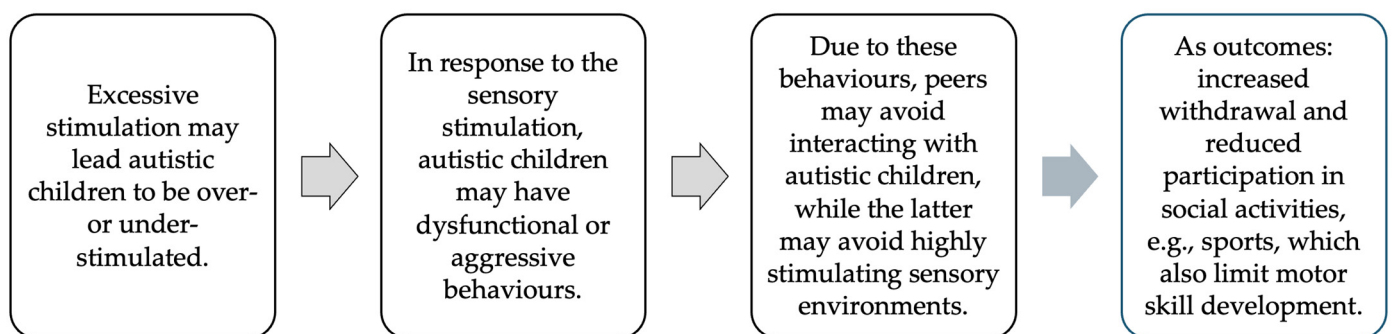 Excessive
stimulation may
lead autistic
children to be over-
or under-
stimulated.
In response to the
sensory
stimulation,
autistic children
may have
dysfunctional or
aggressive
behaviours.
Due to these
behaviours, peers
may avoid
interacting with
autistic children,
while the latter
may avoid highly
stimulating sensory
environments.
As outcomes:
increased
withdrawal and
reduced
participation in
social activities,
e.g., sports, which
also limit motor
skill development.